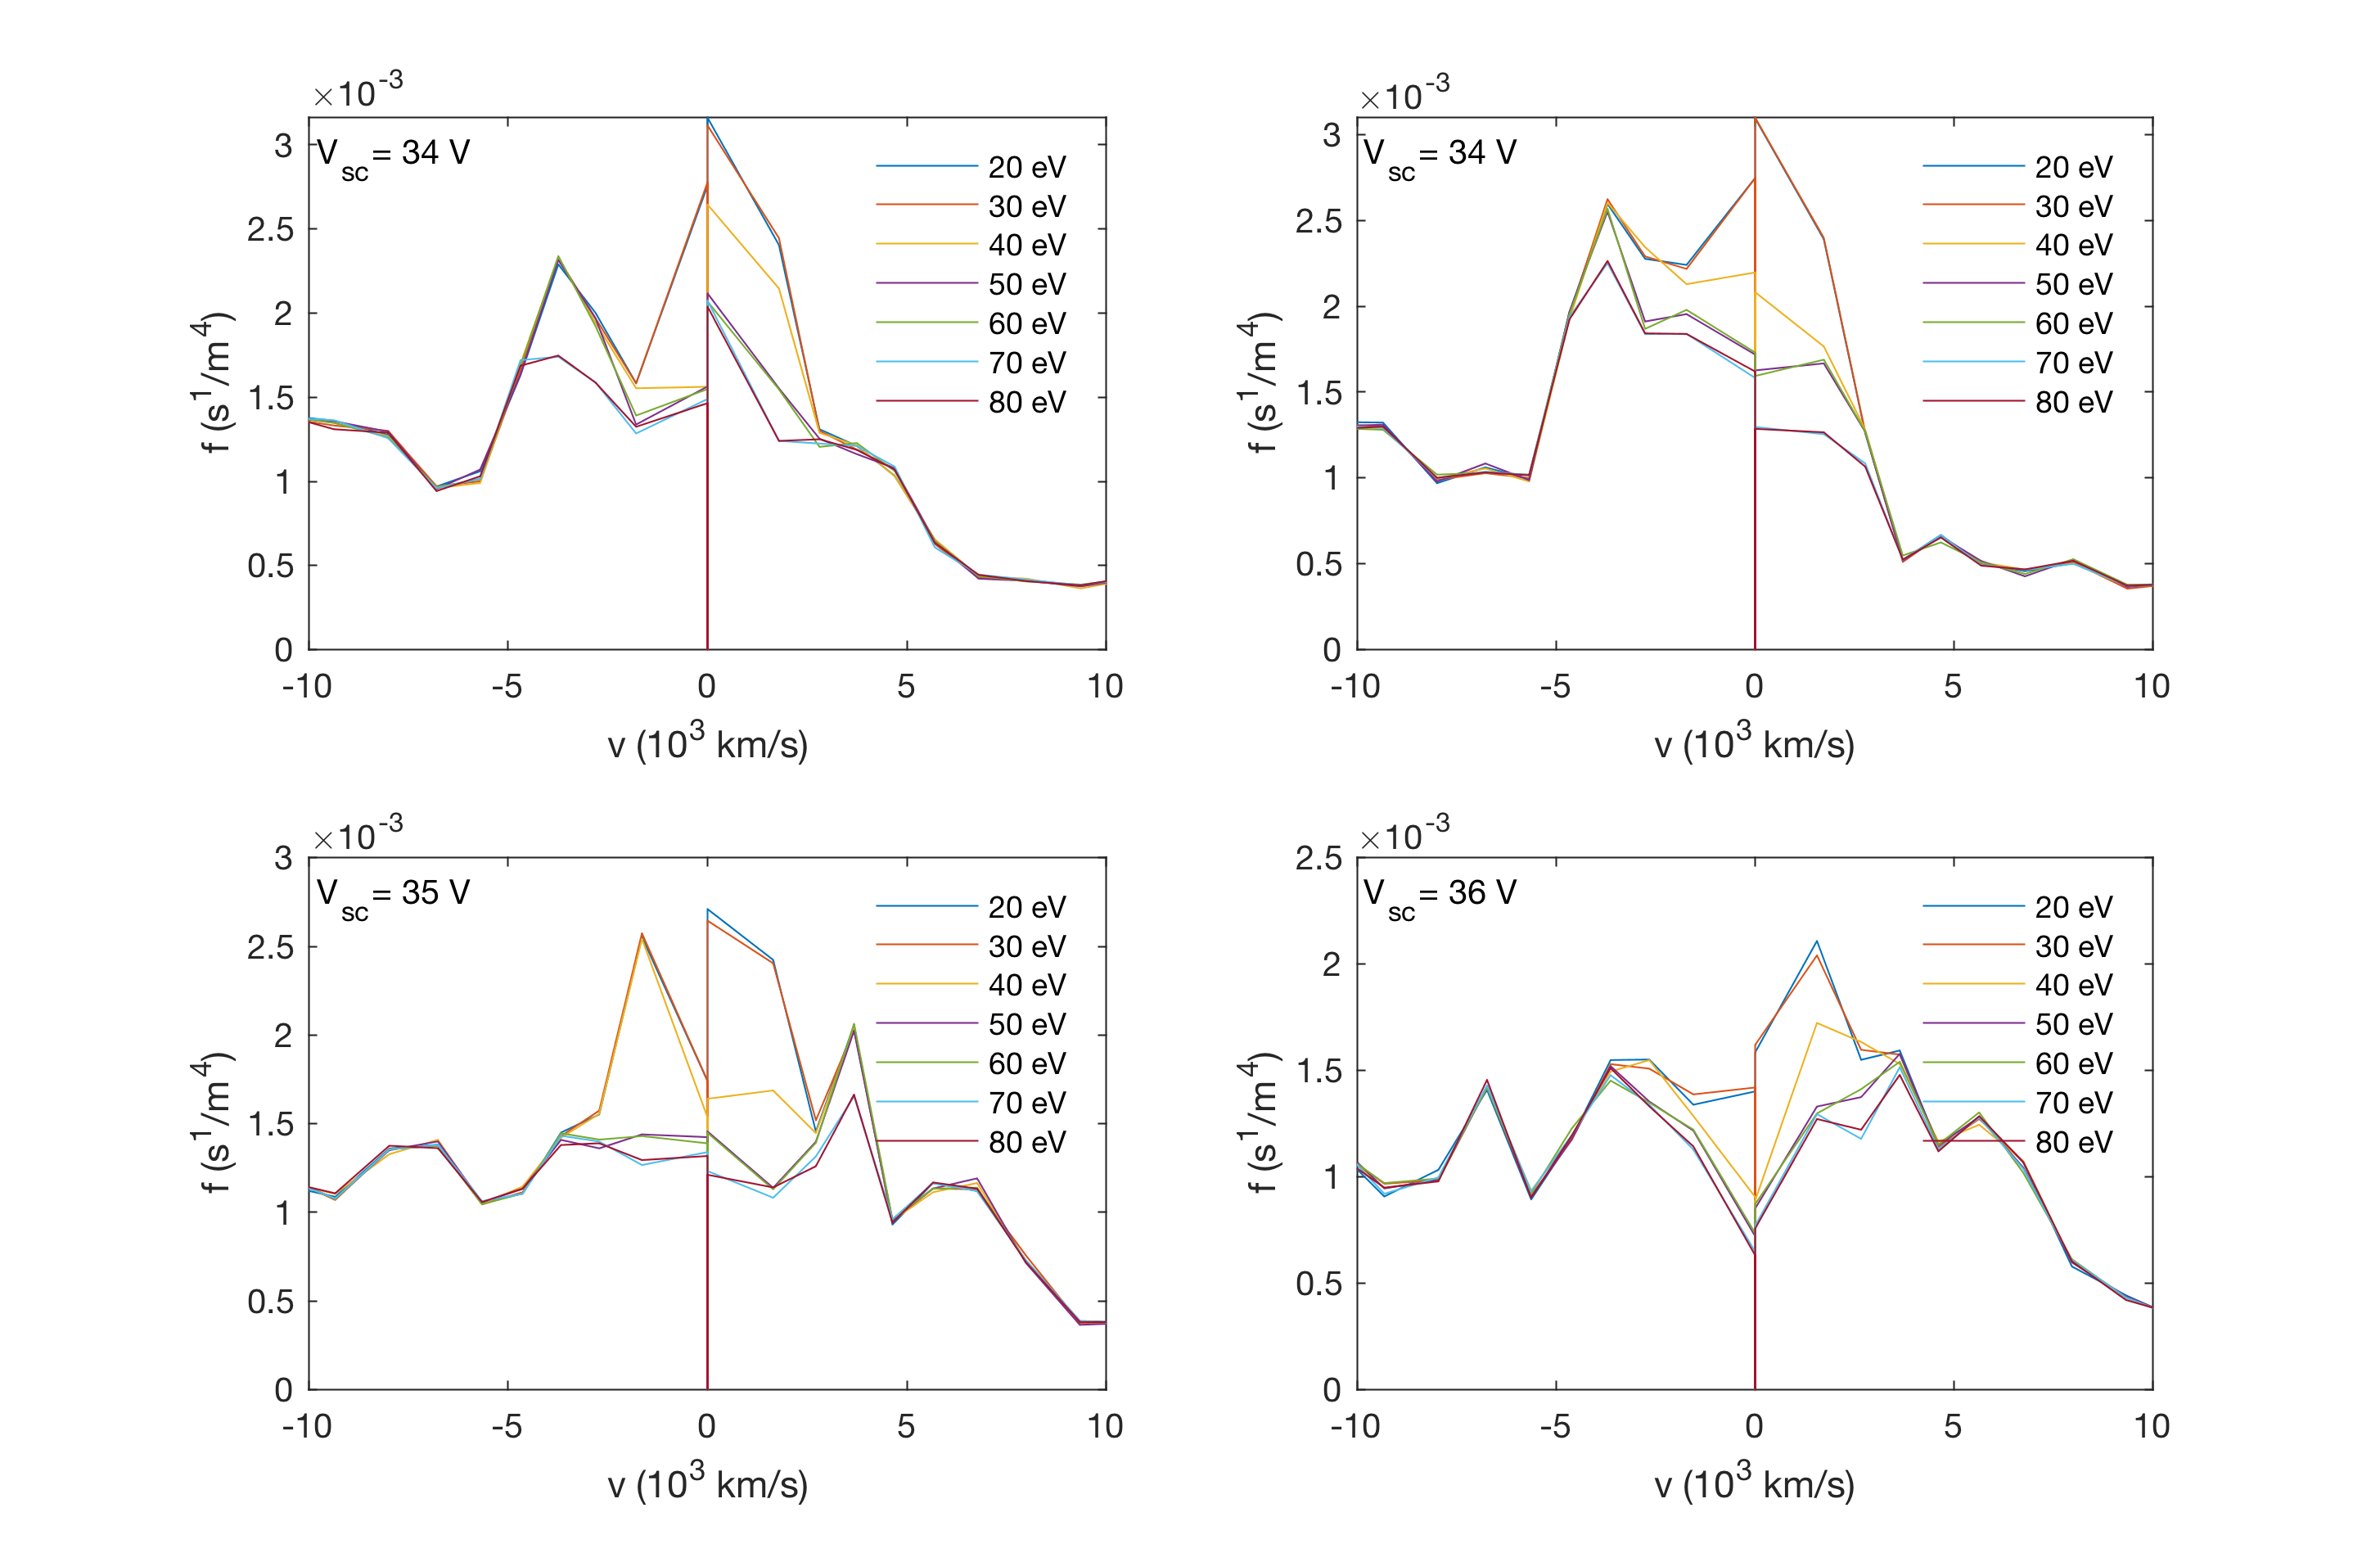 ×10^-3
V_sc = 34 V
20 eV
30 eV
40 eV
50 eV
60 eV
70 eV
80 eV
3
2.5
2
1.5
1
0.5
0
f (s^1/m^4)
-10 -5 0 5 10
v (10^3 km/s)
×10^-3
V_sc = 34 V
20 eV
30 eV
40 eV
50 eV
60 eV
70 eV
80 eV
3
2.5
2
1.5
1
0.5
0
f (s^1/m^4)
-10 -5 0 5 10
v (10^3 km/s)
×10^-3
V_sc = 35 V
20 eV
30 eV
40 eV
50 eV
60 eV
70 eV
80 eV
3
2.5
2
1.5
1
0.5
0
f (s^1/m^4)
-10 -5 0 5 10
v (10^3 km/s)
×10^-3
V_sc = 36 V
20 eV
30 eV
40 eV
50 eV
60 eV
70 eV
80 eV
2.5
2
1.5
1
0.5
0
f (s^1/m^4)
-10 -5 0 5 10
v (10^3 km/s)